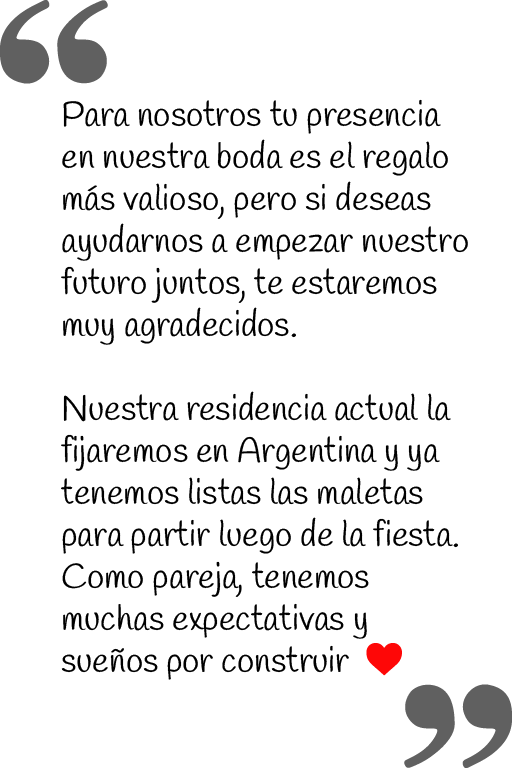 Para nosotros tu presencia
en nuestra boda es el regalo
más valioso, pero si deseas
ayudarnos a empezar nuestro
futuro juntos, te estaremos
muy agradecidos.
Nuestra residencia actual la
fijaremos en Argentina y ya
tenemos listas las maletas
para partir luego de la fiesta.
Como pareja, tenemos
muchas expectativas y
sueños por construir